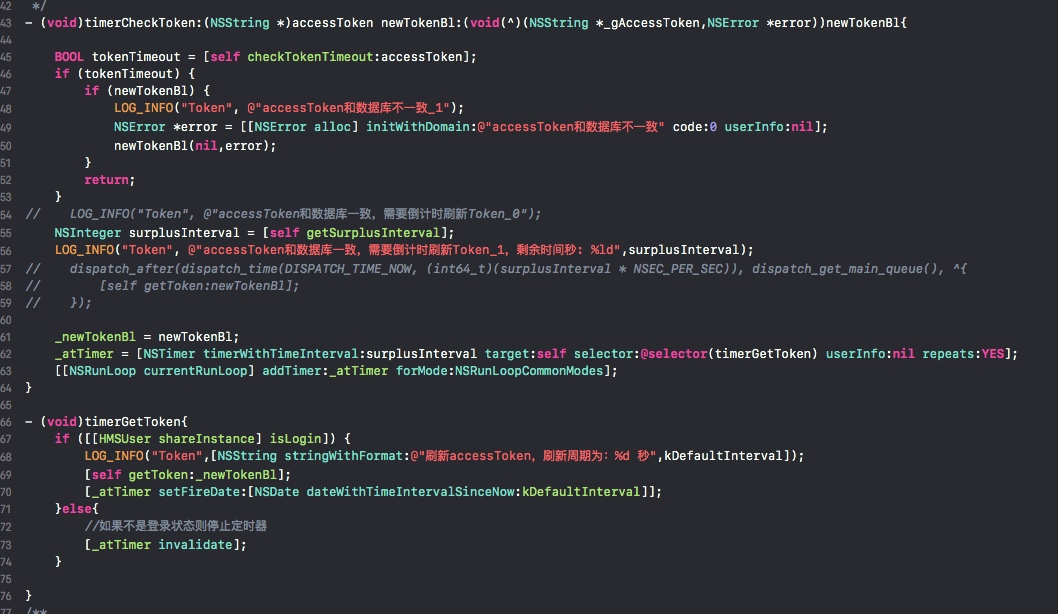 42  */
43 - (void)timerCheckToken:(NSString *)accessToken newTokenBl:(void(^)(NSString *_gAccessToken,NSError *error))newTokenBl{
44
45     BOOL tokenTimeout = [self checkTokenTimeout:accessToken];
46     if (tokenTimeout) {
47         if (newTokenBl) {
48             LOG_INFO("Token", @"accessToken和数据库不一致_1");
49             NSError *error = [[NSError alloc] initWithDomain:@"accessToken和数据库不一致" code:0 userInfo:nil];
50             newTokenBl(nil,error);
51         }
52         return;
53     }
54 //    LOG_INFO("Token", @"accessToken和数据库一致，需要倒计时刷新Token_0");
55     NSInteger surplusInterval = [self getSurplusInterval];
56     LOG_INFO("Token", @"accessToken和数据库一致，需要倒计时刷新Token_1，剩余时间秒: %ld",surplusInterval);
57 //    dispatch_after(dispatch_time(DISPATCH_TIME_NOW, (int64_t)(surplusInterval * NSEC_PER_SEC)), dispatch_get_main_queue(), ^{
58 //        [self getToken:newTokenBl];
59 //    });
60
61     _newTokenBl = newTokenBl;
62     _atTimer = [NSTimer timerWithTimeInterval:surplusInterval target:self selector:@selector(timerGetToken) userInfo:nil repeats:YES];
63     [[NSRunLoop currentRunLoop] addTimer:_atTimer forMode:NSRunLoopCommonModes];
64 }
65
66 - (void)timerGetToken{
67     if ([[HMSUser shareInstance] isLogin]) {
68         LOG_INFO("Token",[NSString stringWithFormat:@"刷新accessToken，刷新周期为：%d 秒",kDefaultInterval]);
69         [self getToken:_newTokenBl];
70         [_atTimer setFireDate:[NSDate dateWithTimeIntervalSinceNow:kDefaultInterval]];
71     }else{
72         //如果不是登录状态则停止定时器
73         [_atTimer invalidate];
74     }
75
76 }
77 /**